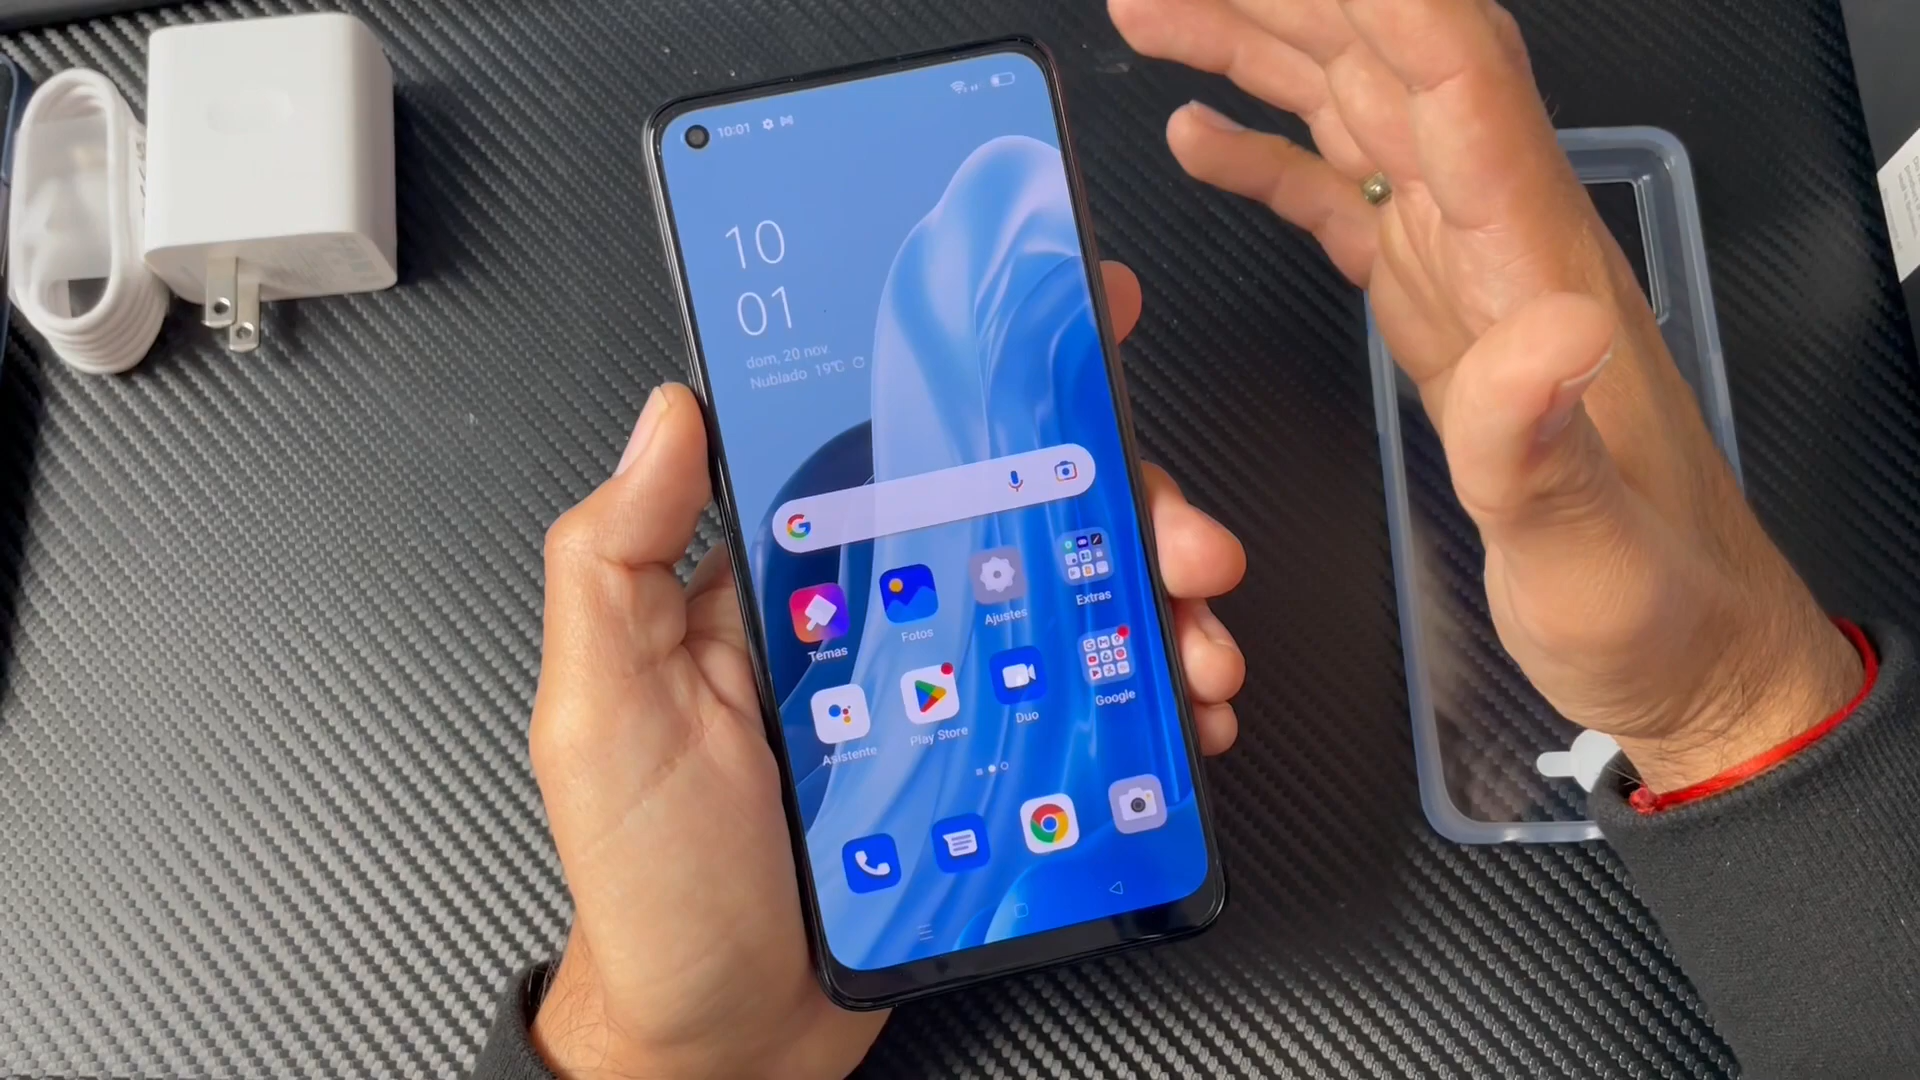 10:01
10
01
dom, 20 nov.
Nublado 19°C
G
Temas
Fotos
Ajustes
Extras
Asistente
Play Store
Duo
Google